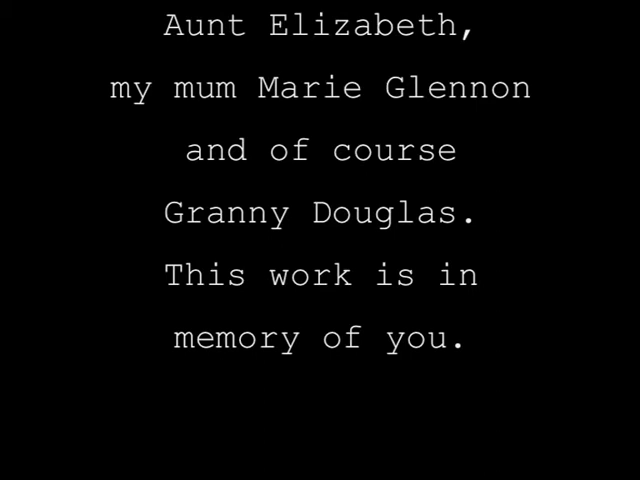 Aunt Elizabeth,
my mum Marie Glennon
and of course
Granny Douglas.
This work is in
memory of you.